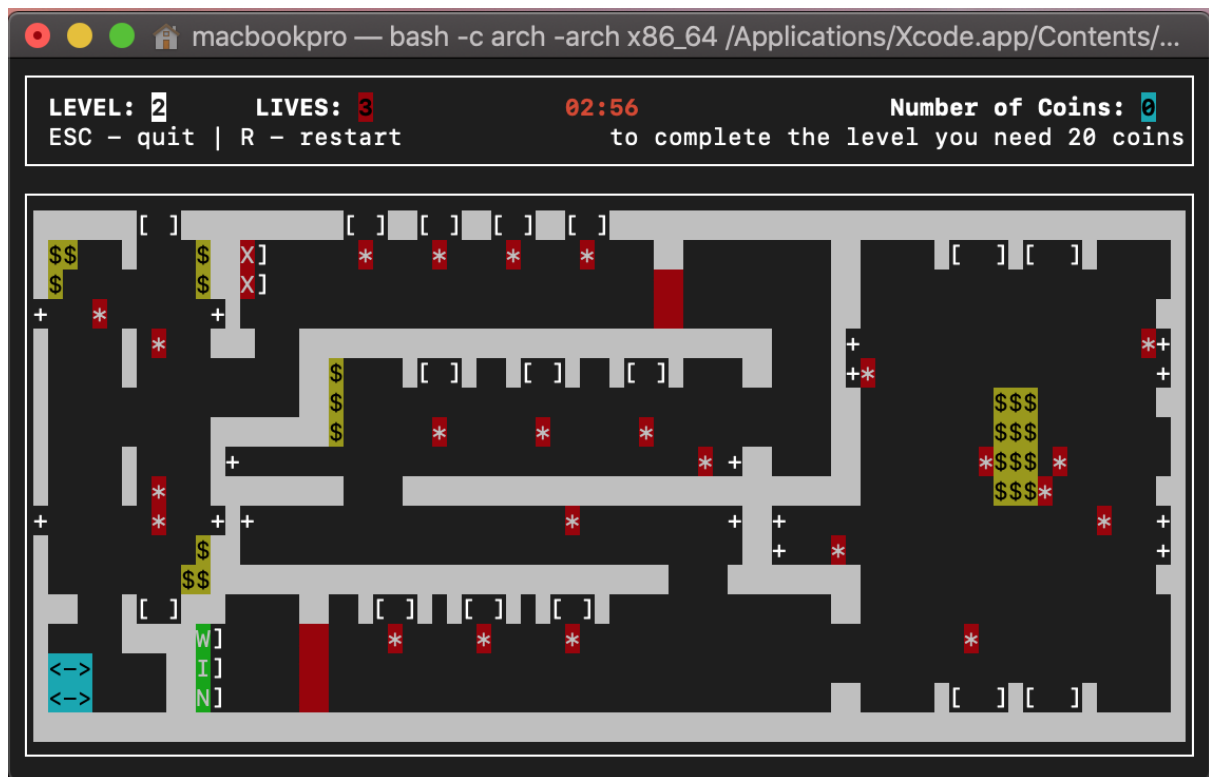 macbookpro — bash -c arch -arch x86_64 /Applications/Xcode.app/Contents/...
LEVEL: 2 LIVES: 3 02:56 Number of Coins: 0
ESC – quit | R – restart to complete the level you need 20 coins
[ ] [ ] [ ] [ ] [ ]
$$ $ X] * * * * [ ] [ ]
$ $ X]
+ * +
* + *+
$ [ ] [ ] [ ] +* +
$ $$$
$ * * * $$$
+ * + *$$$ *
* $$$*
+ * + + * + + * +
$ + * +
$$
[ ] [ ] [ ] [ ]
W] * * * *
<-> I]
<-> N] [ ] [ ]